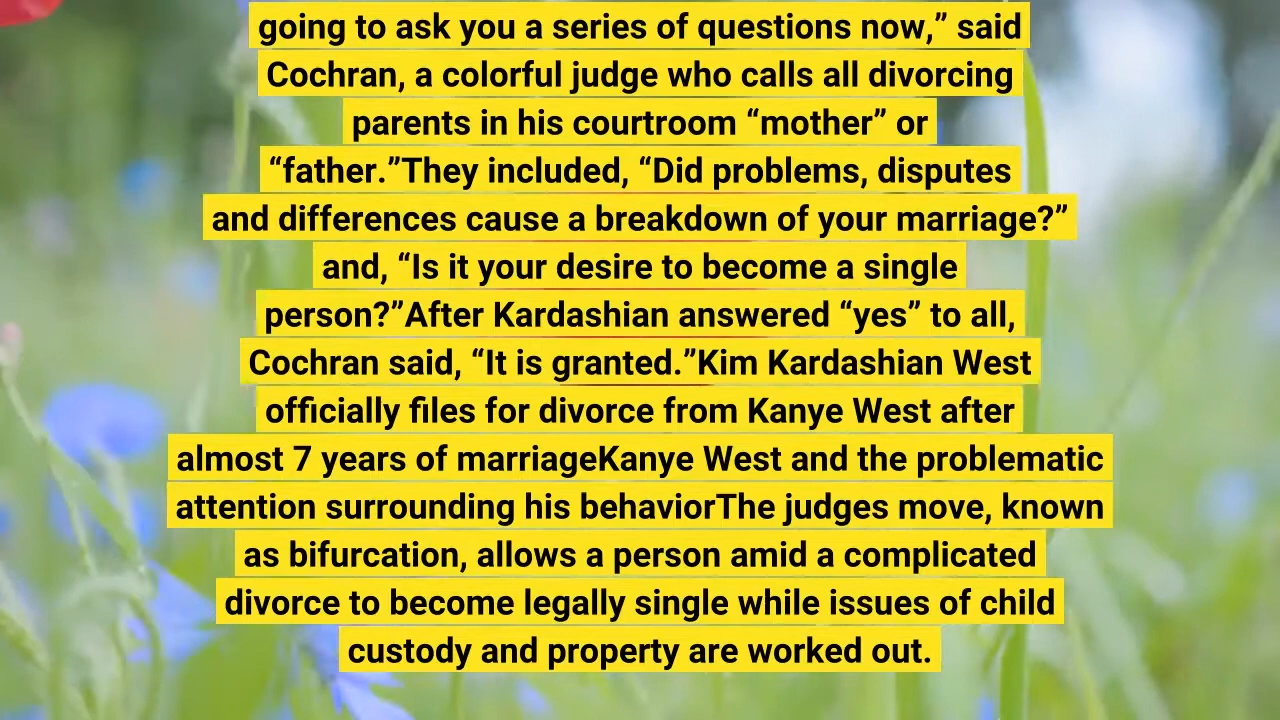 going to ask you a series of questions now,” said
Cochran, a colorful judge who calls all divorcing
parents in his courtroom “mother” or
“father.”They included, “Did problems, disputes
and differences cause a breakdown of your marriage?”
and, “Is it your desire to become a single
person?”After Kardashian answered “yes” to all,
Cochran said, “It is granted.”Kim Kardashian West
officially files for divorce from Kanye West after
almost 7 years of marriageKanye West and the problematic
attention surrounding his behaviorThe judges move, known
as bifurcation, allows a person amid a complicated
divorce to become legally single while issues of child
custody and property are worked out.